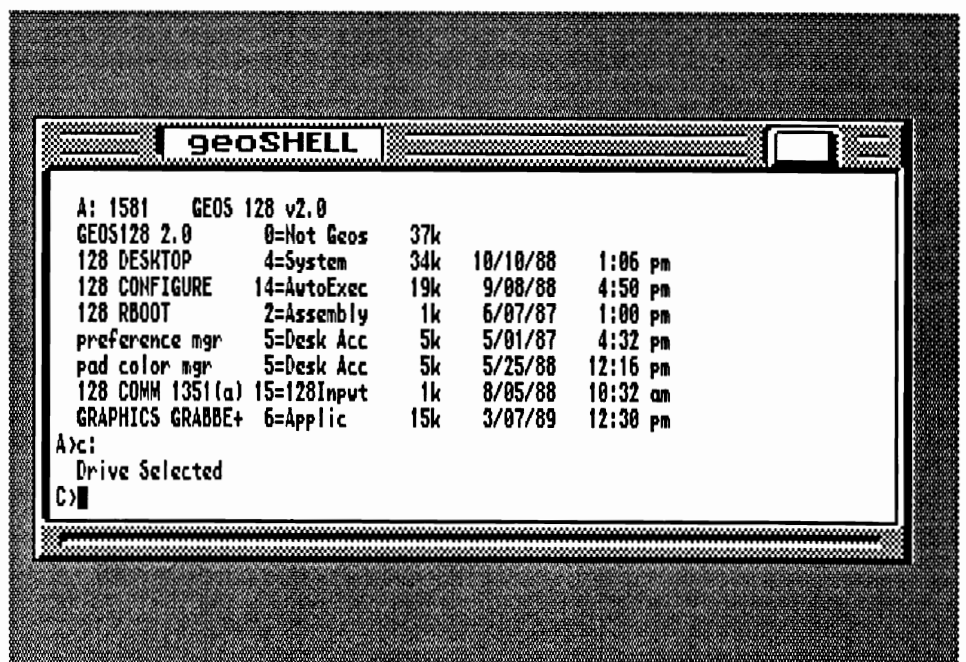 geoSHELL
A: 1581 GEOS 128 v2.0
GEOS128 2.0 0=Not Geos 37k
128 DESKTOP 4=System 34k 10/10/88 1:06 pm
128 CONFIGURE 14=AutoExec 19k 9/08/88 4:50 pm
128 RBOOT 2=Assembly 1k 6/07/87 1:00 pm
preference mgr 5=Desk Acc 5k 5/01/87 4:32 pm
pad color mgr 5=Desk Acc 5k 5/25/88 12:16 pm
128 COMM 1351(a) 15=128Input 1k 8/05/88 10:32 am
GRAPHICS GRABBE+ 6=Applic 15k 3/07/89 12:30 pm
A>c:
Drive Selected
C>